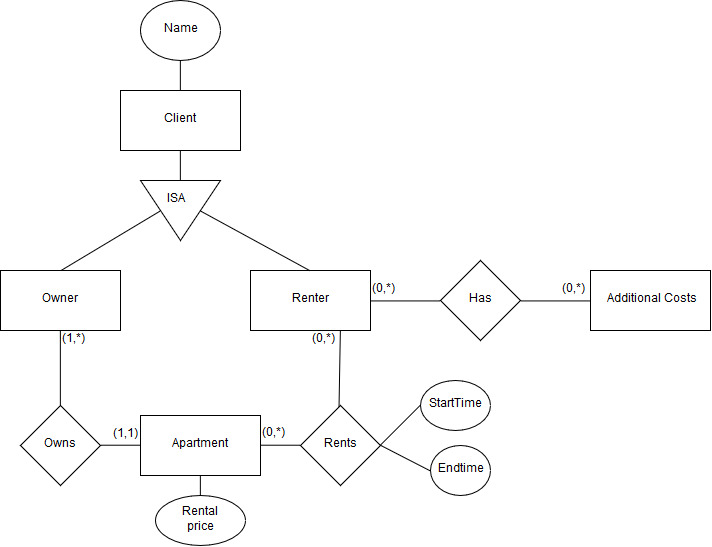 Name
Client
ISA
Owner
Renter
(0,*)
Has
(0,*)
Additional Costs
(1,*)
(0,*)
StartTime
Owns
(1,1)
Apartment
(0,*)
Rents
Endtime
Rental
price